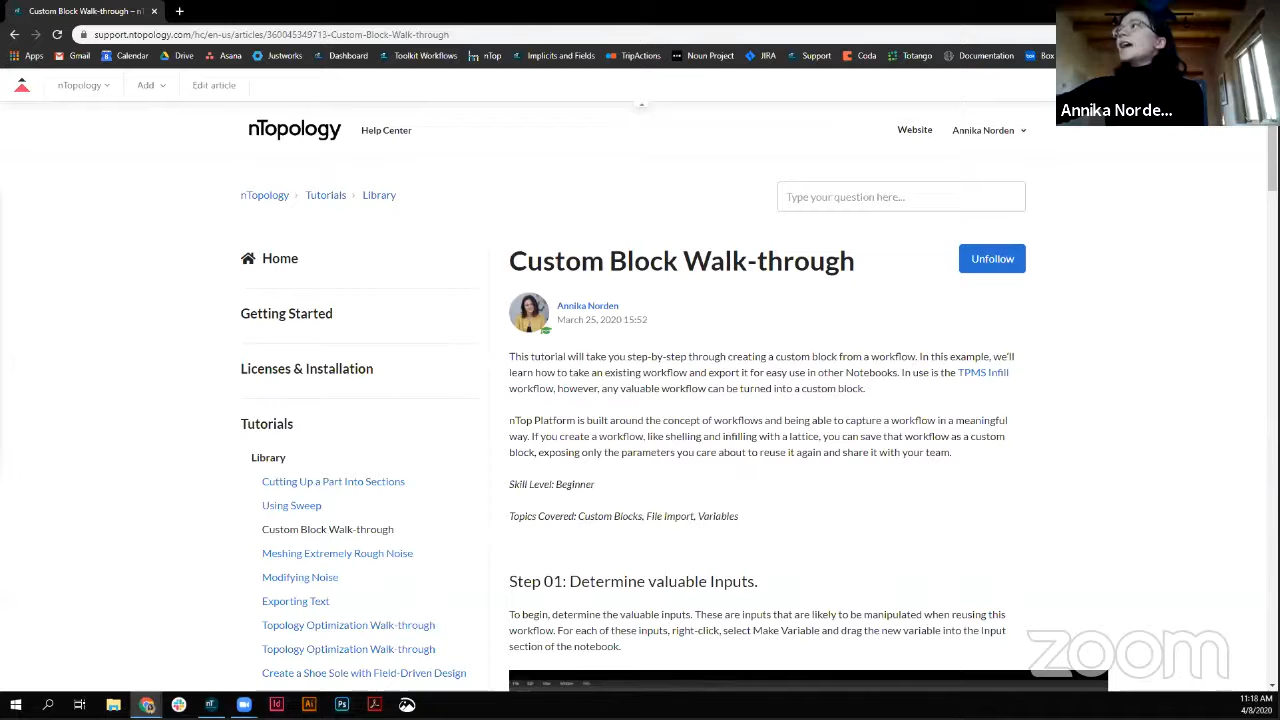 Custom Block Walk-through – nT
ntopology.com/hc/en-us/articles/360045349713-Custom-Block-Walk-through
Apps
Gmail
Calendar
Drive
Asana
Justworks
Dashboard
Toolkit Workflows
nTop
Implicits and Fields
TripActions
Noun Project
JIRA
Support
Coda
Totango
Documentation
Box
Annika Norde...
nTopology
Add
Edit article
nTopology
Help Center
Website
Annika Norden
nTopology › Tutorials › Library
Type your question here...
Home
Getting Started
Licenses & Installation
Tutorials
Library
Cutting Up a Part Into Sections
Using Sweep
Custom Block Walk-through
Meshing Extremely Rough Noise
Modifying Noise
Exporting Text
Topology Optimization Walk-through
Topology Optimization Walk-through
Create a Shoe Sole with Field-Driven Design
Custom Block Walk-through
Unfollow
Annika Norden
March 25, 2020 15:52
This tutorial will take you step-by-step through creating a custom block from a workflow. In this example, we'll
learn how to take an existing workflow and export it for easy use in other Notebooks. In use is the TPMS Infill
workflow, however, any valuable workflow can be turned into a custom block.
nTop Platform is built around the concept of workflows and being able to capture a workflow in a meaningful
way. If you create a workflow, like shelling and infilling with a lattice, you can save that workflow as a custom
block, exposing only the parameters you care about to reuse it again and share it with your team.
Skill Level: Beginner
Topics Covered: Custom Blocks, File Import, Variables
Step 01: Determine valuable Inputs.
To begin, determine the valuable inputs. These are inputs that are likely to be manipulated when reusing this
workflow. For each of these inputs, right-click, select Make Variable and drag the new variable into the Input
section of the notebook.
zoom
11:18 AM
4/8/2020